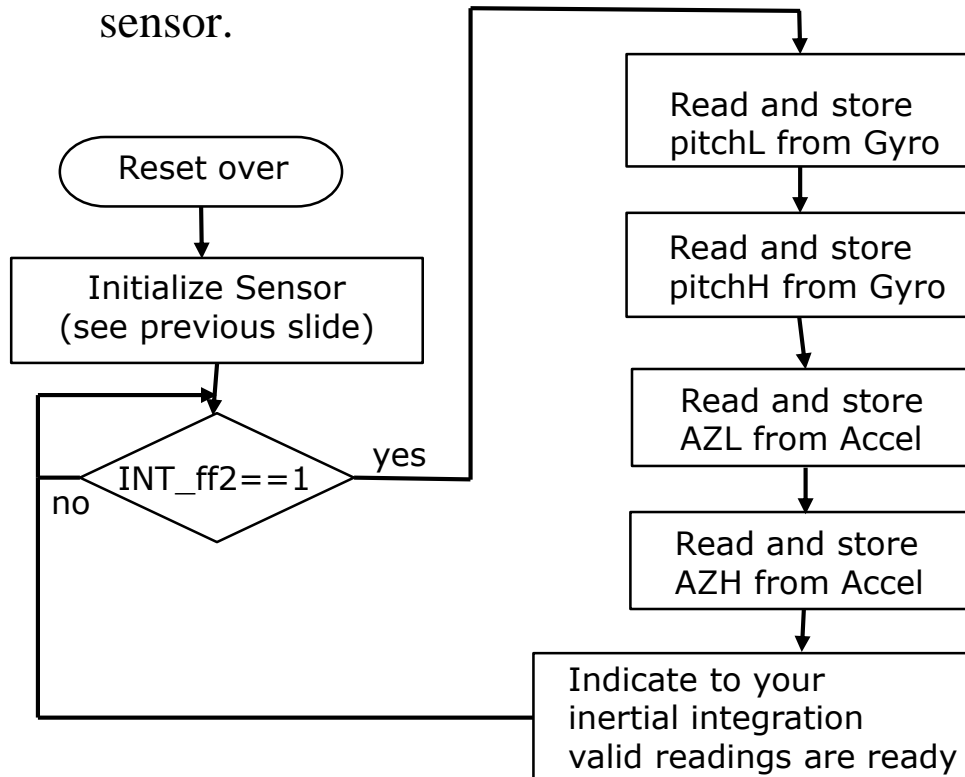 sensor.
Reset over
Initialize Sensor
(see previous slide)
INT_ff2==1
yes
no
Read and store
pitchL from Gyro
Read and store
pitchH from Gyro
Read and store
AZL from Accel
Read and store
AZH from Accel
Indicate to your
inertial integration
valid readings are ready